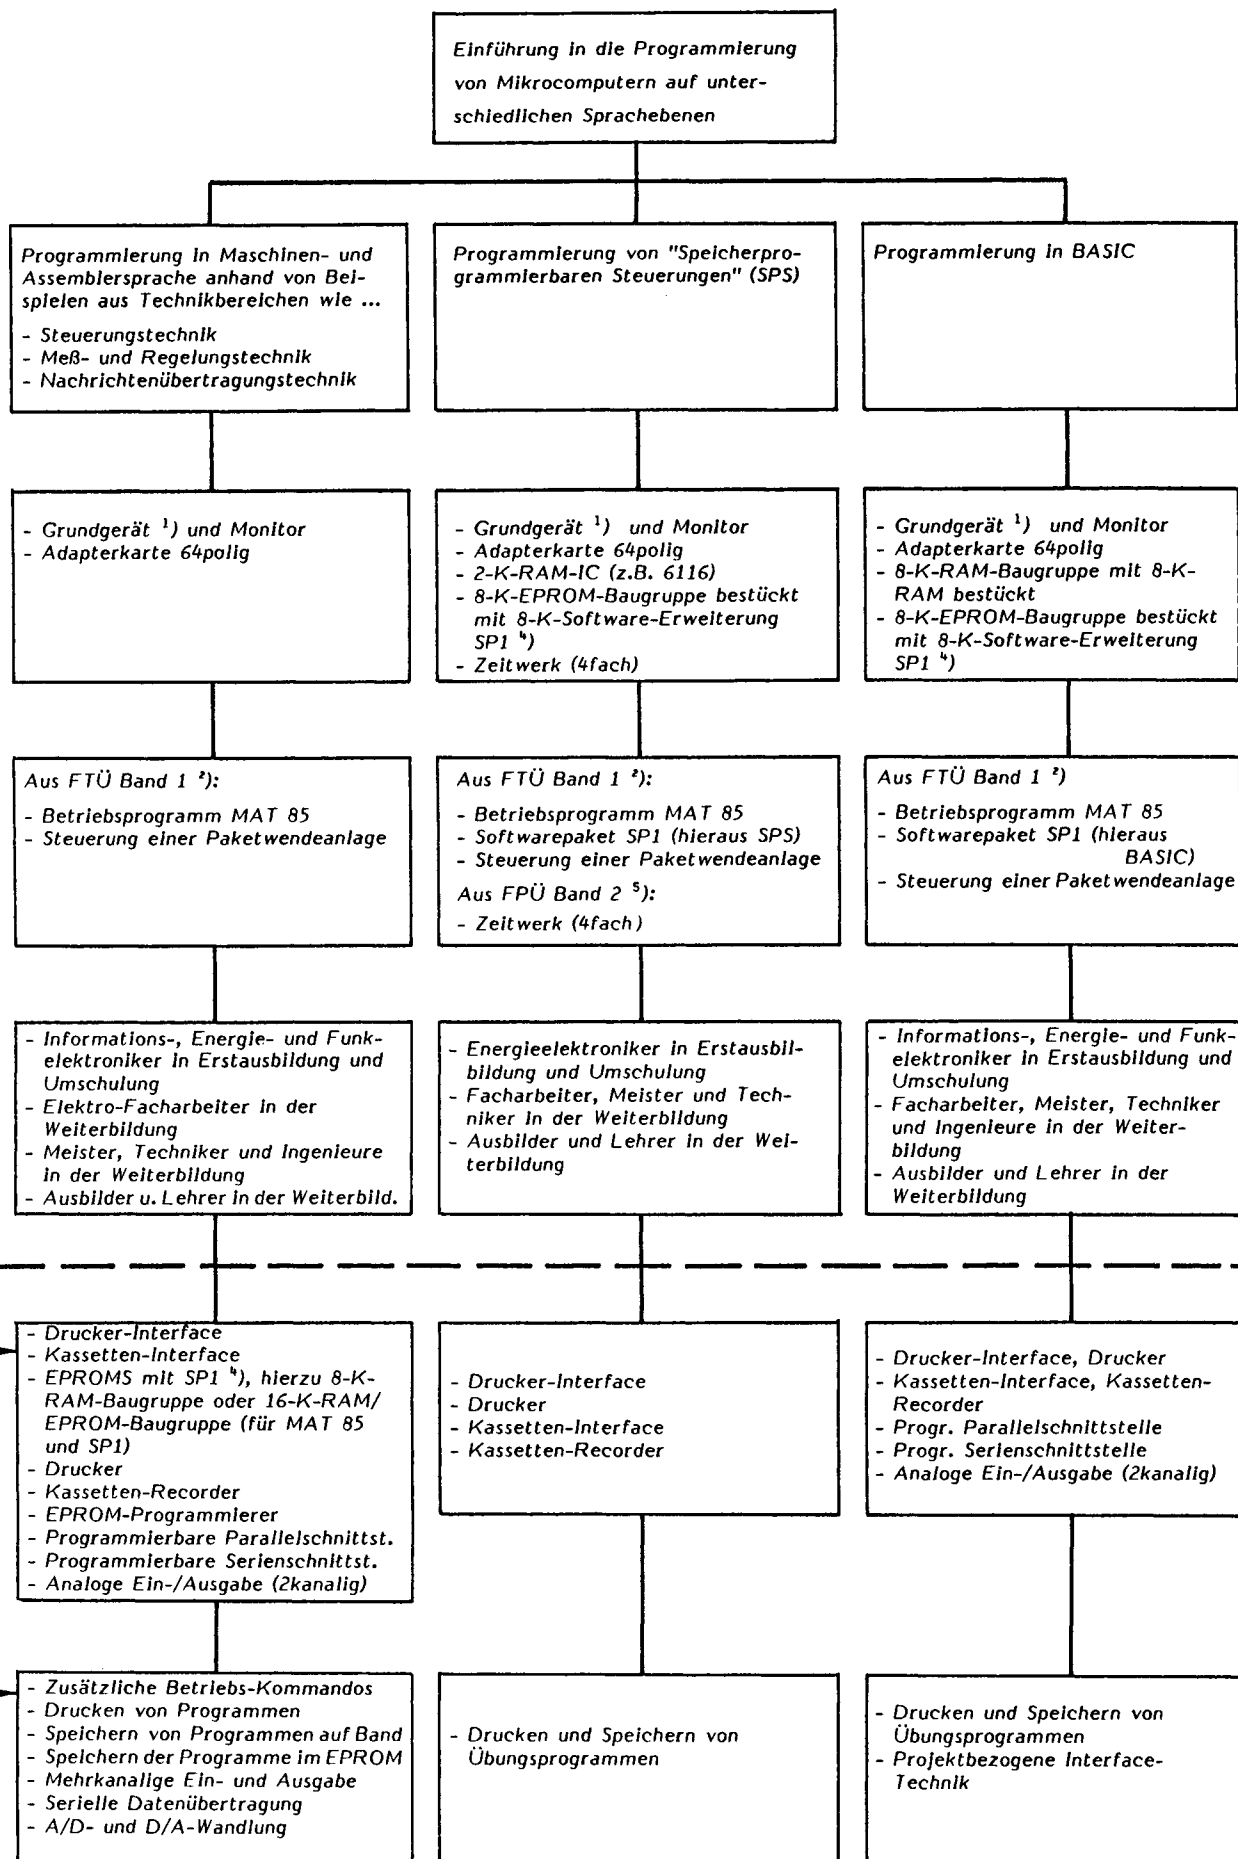 Einführung in die Programmierung
von Mikrocomputern auf unter-
schiedlichen Sprachebenen
Programmierung in Maschinen- und
Assemblersprache anhand von Bei-
spielen aus Technikbereichen wie ...
- Steuerungstechnik
- Meß- und Regelungstechnik
- Nachrichtenübertragungstechnik
Programmierung von "Speicherpro-
grammierbaren Steuerungen" (SPS)
Programmierung in BASIC
- Grundgerät ¹) und Monitor
- Adapterkarte 64polig
- Grundgerät ¹) und Monitor
- Adapterkarte 64polig
- 2-K-RAM-IC (z.B. 6116)
- 8-K-EPROM-Baugruppe bestückt
mit 8-K-Software-Erweiterung
SP1 ⁴)
- Zeitwerk (4fach)
- Grundgerät ¹) und Monitor
- Adapterkarte 64polig
- 8-K-RAM-Baugruppe mit 8-K-
RAM bestückt
- 8-K-EPROM-Baugruppe bestückt
mit 8-K-Software-Erweiterung
SP1 ⁴)
Aus FTÜ Band 1 ²):
- Betriebsprogramm MAT 85
- Steuerung einer Paketwendeanlage
Aus FTÜ Band 1 ²):
- Betriebsprogramm MAT 85
- Softwarepaket SP1 (hieraus SPS)
- Steuerung einer Paketwendeanlage
Aus FPÜ Band 2 ⁵):
- Zeitwerk (4fach)
Aus FTÜ Band 1 ²)
- Betriebsprogramm MAT 85
- Softwarepaket SP1 (hieraus
BASIC)
- Steuerung einer Paketwendeanlage
- Informations-, Energie- und Funk-
elektroniker in Erstausbildung und
Umschulung
- Elektro-Facharbeiter in der
Weiterbildung
- Meister, Techniker und Ingenieure
in der Weiterbildung
- Ausbilder u. Lehrer in der Weiterbild.
- Energieelektroniker in Erstausbil-
bildung und Umschulung
- Facharbeiter, Meister und Tech-
niker in der Weiterbildung
- Ausbilder und Lehrer in der Wei-
terbildung
- Informations-, Energie- und Funk-
elektroniker in Erstausbildung und
Umschulung
- Facharbeiter, Meister, Techniker
und Ingenieure in der Weiter-
bildung
- Ausbilder und Lehrer in der
Weiterbildung
- Drucker-Interface
- Kassetten-Interface
- EPROMS mit SP1 ⁴), hierzu 8-K-
RAM-Baugruppe oder 16-K-RAM/
EPROM-Baugruppe (für MAT 85
und SP1)
- Drucker
- Kassetten-Recorder
- EPROM-Programmierer
- Programmierbare Parallelschnittst.
- Programmierbare Serienschnittst.
- Analoge Ein-/Ausgabe (2kanalig)
- Drucker-Interface
- Drucker
- Kassetten-Interface
- Kassetten-Recorder
- Drucker-Interface, Drucker
- Kassetten-Interface, Kassetten-
Recorder
- Progr. Parallelschnittstelle
- Progr. Serienschnittstelle
- Analoge Ein-/Ausgabe (2kanalig)
- Zusätzliche Betriebs-Kommandos
- Drucken von Programmen
- Speichern von Programmen auf Band
- Speichern der Programme im EPROM
- Mehrkanalige Ein- und Ausgabe
- Serielle Datenübertragung
- A/D- und D/A-Wandlung
- Drucken und Speichern von
Übungsprogrammen
- Drucken und Speichern von
Übungsprogrammen
- Projektbezogene Interface-
Technik